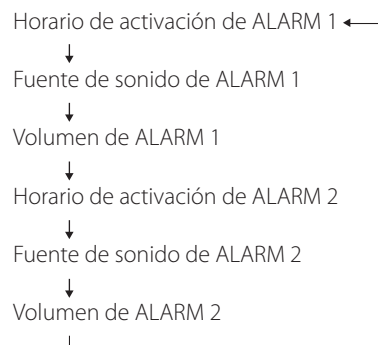 Horario de activación de ALARM 1
Fuente de sonido de ALARM 1
Volumen de ALARM 1
Horario de activación de ALARM 2
Fuente de sonido de ALARM 2
Volumen de ALARM 2